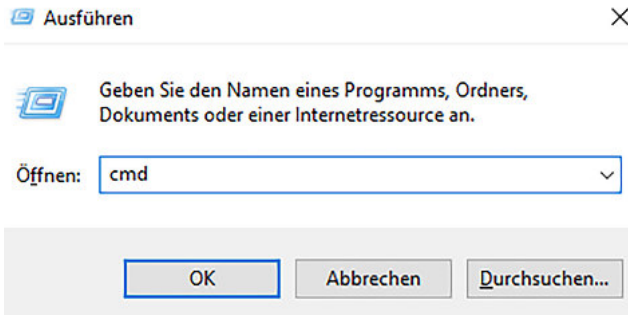 Ausführen
Geben Sie den Namen eines Programms, Ordners,
Dokuments oder einer Internetressource an.
Öffnen: cmd
OK Abbrechen Durchsuchen...